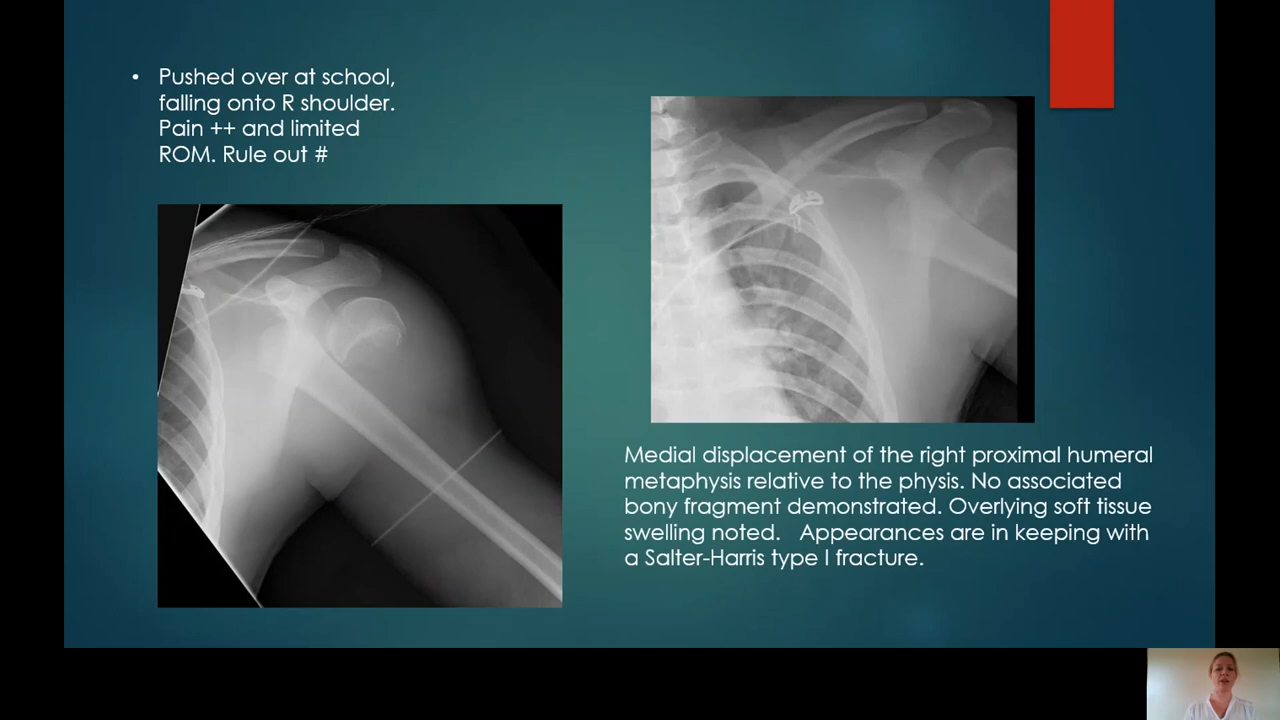 • Pushed over at school,
falling onto R shoulder.
Pain ++ and limited
ROM. Rule out #
Medial displacement of the right proximal humeral
metaphysis relative to the physis. No associated
bony fragment demonstrated. Overlying soft tissue
swelling noted.   Appearances are in keeping with
a Salter-Harris type I fracture.